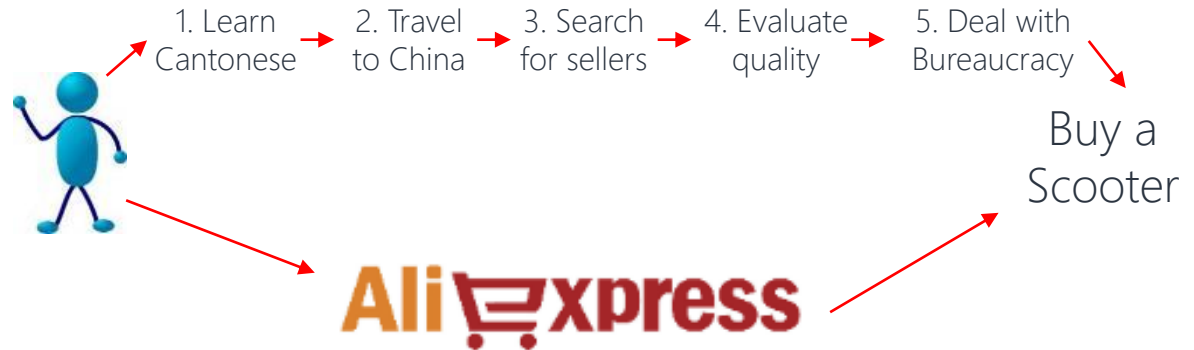 1. Learn
Cantonese
2. Travel
to China
3. Search
for sellers
4. Evaluate
quality
5. Deal with
Bureaucracy
Buy a
Scooter
AliExpress